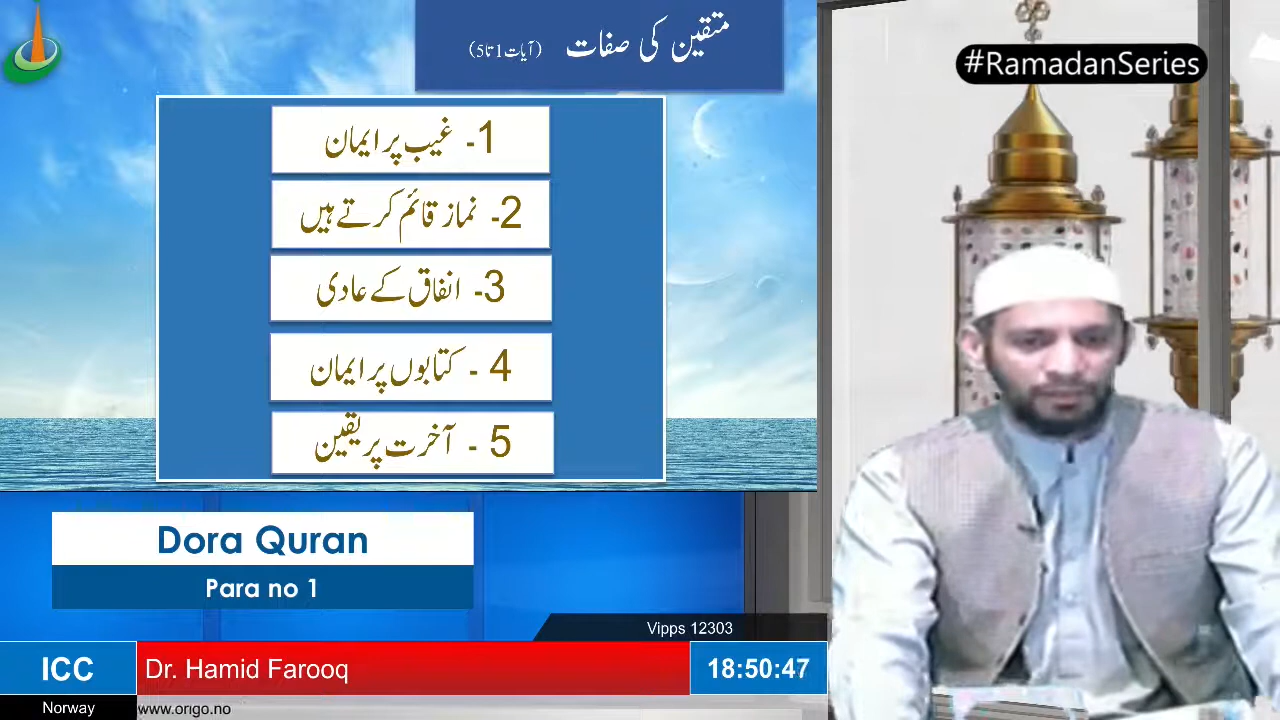 متقین کی صفات (آیات 1 تا 5)
#RamadanSeries
1- غیب پر ایمان
2- نماز قائم کرتے ہیں
3- انفاق کے عادی
4 - کتابوں پر ایمان
5 - آخرت پر یقین
Dora Quran
Para no 1
Vipps 12303
ICC
Dr. Hamid Farooq
18:50:47
Norway
www.origo.no